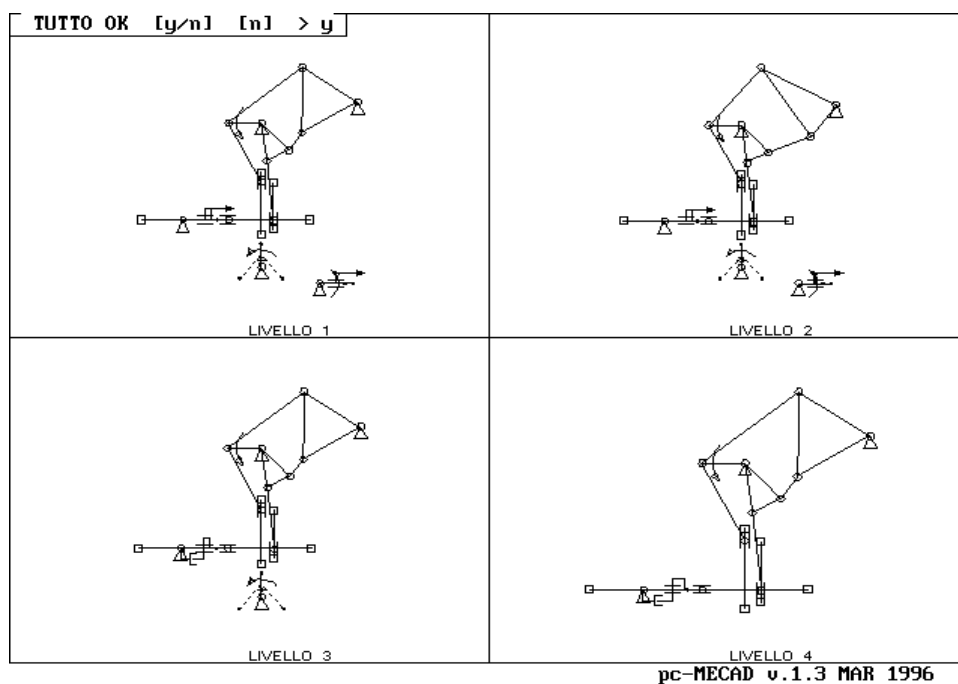 TUTTO OK [y/n] [n] > y
LIVELLO 1
LIVELLO 2
LIVELLO 3
LIVELLO 4
pc-MECAD v.1.3 MAR 1996